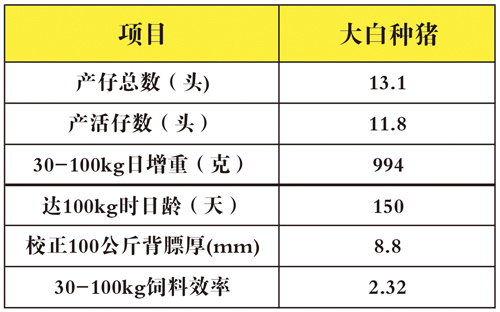 项目 大白种猪
产仔总数（头) 13.1
产活仔数（头） 11.8
30-100kg日增重（克） 994
达100kg时日龄（天） 150
校正100公斤背膘厚(mm) 8.8
30-100kg饲料效率 2.32